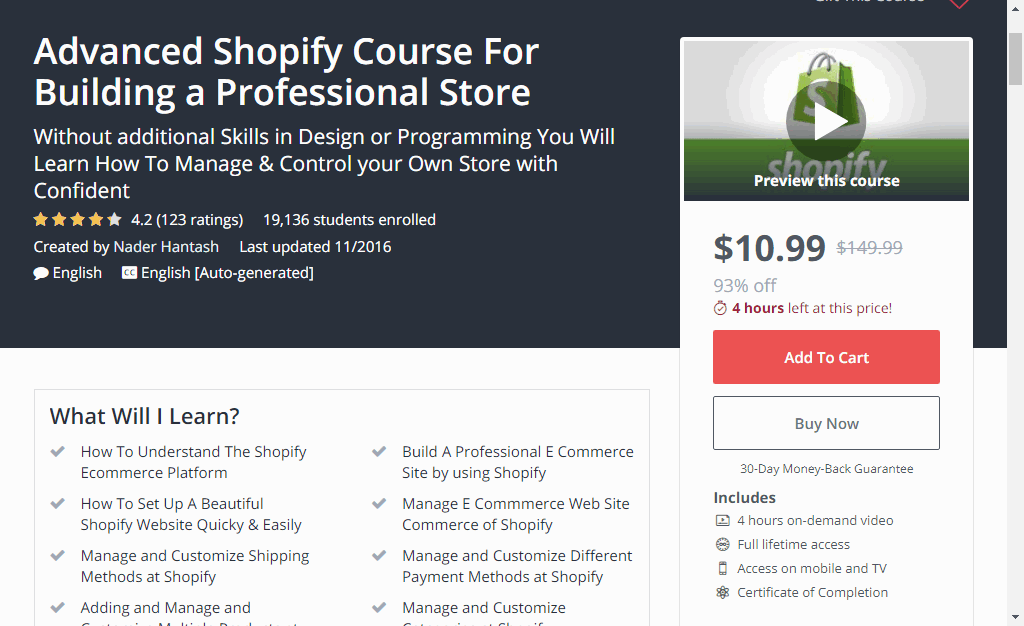 Gift This Course
Advanced Shopify Course For
Building a Professional Store
Without additional Skills in Design or Programming You Will
Learn How To Manage & Control your Own Store with
Confident
4.2 (123 ratings) 19,136 students enrolled
Created by Nader Hantash Last updated 11/2016
English CC English [Auto-generated]
shopify
Preview this course
$10.99 $149.99
93% off
4 hours left at this price!
Add To Cart
Buy Now
30-Day Money-Back Guarantee
Includes
4 hours on-demand video
Full lifetime access
Access on mobile and TV
Certificate of Completion
What Will I Learn?
How To Understand The Shopify
Ecommerce Platform
How To Set Up A Beautiful
Shopify Website Quicky & Easily
Manage and Customize Shipping
Methods at Shopify
Adding and Manage and
Build A Professional E Commerce
Site by using Shopify
Manage E Commmerce Web Site
Commerce of Shopify
Manage and Customize Different
Payment Methods at Shopify
Manage and Customize